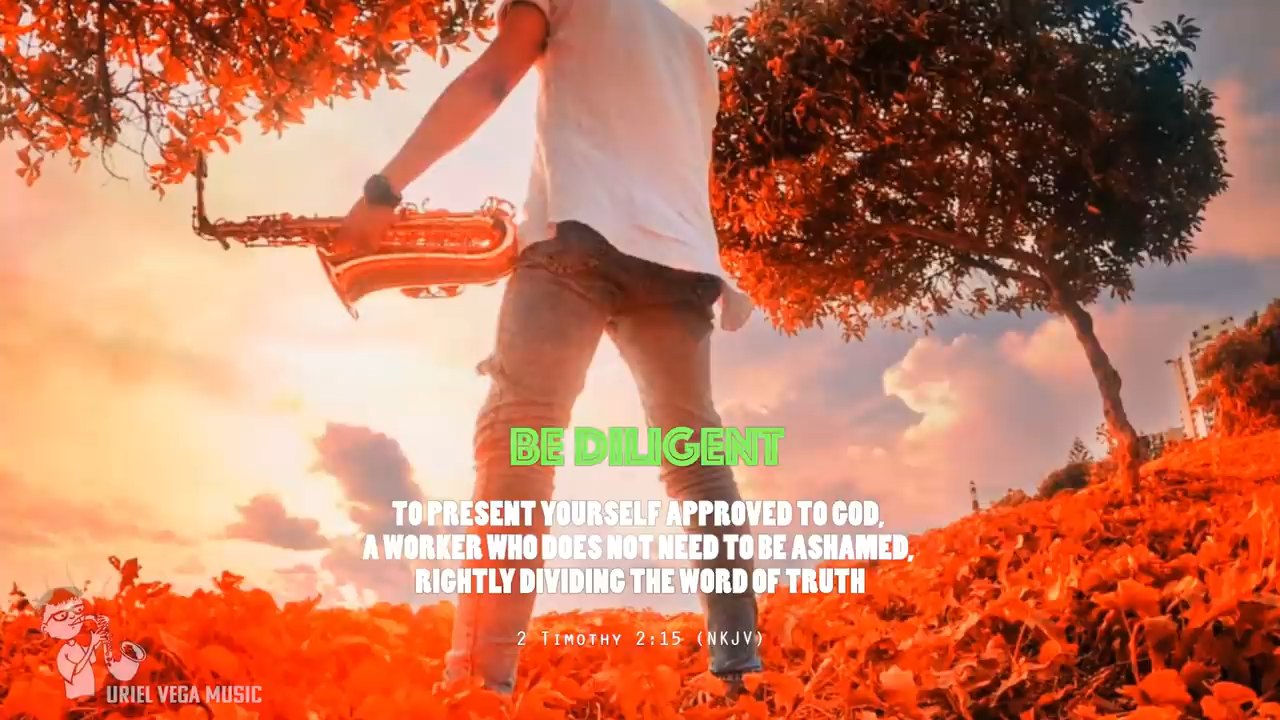 BE DILIGENT
TO PRESENT YOURSELF APPROVED TO GOD,
A WORKER WHO DOES NOT NEED TO BE ASHAMED,
RIGHTLY DIVIDING THE WORD OF TRUTH
2 Timothy 2:15 (NKJV)
URIEL VEGA MUSIC